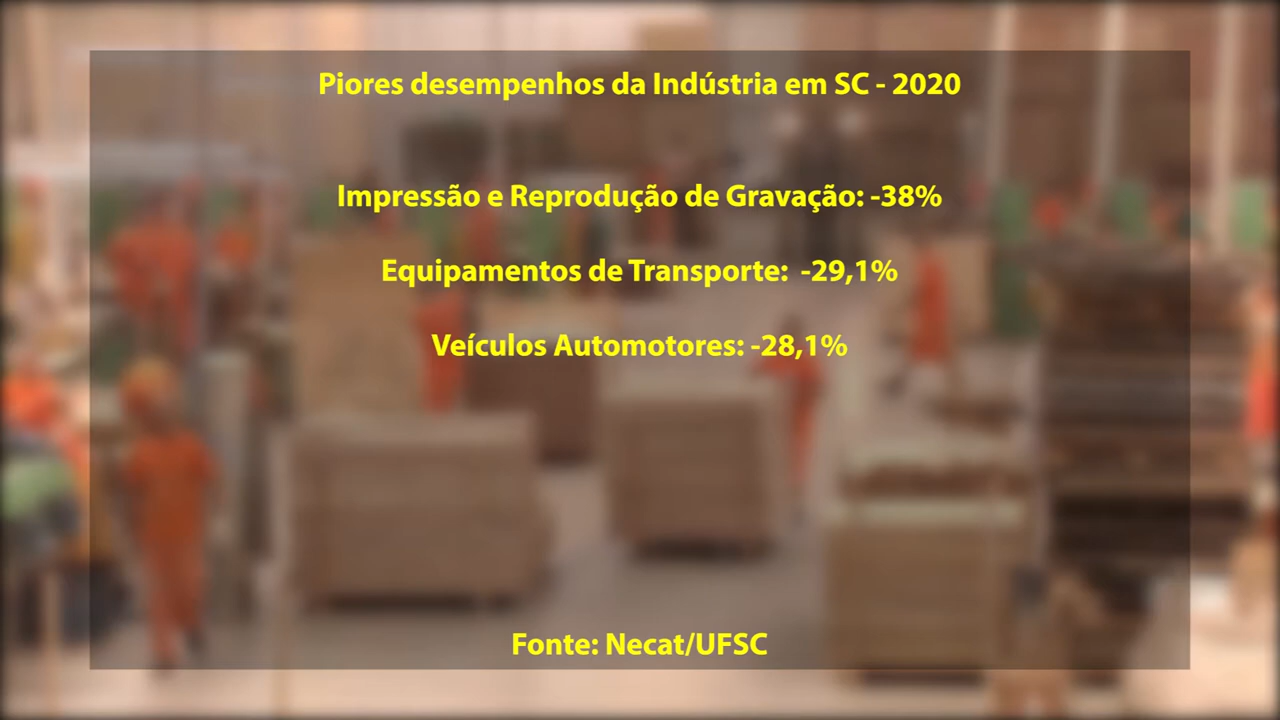 Piores desempenhos da Indústria em SC - 2020
Impressão e Reprodução de Gravação: -38%
Equipamentos de Transporte: -29,1%
Veículos Automotores: -28,1%
Fonte: Necat/UFSC